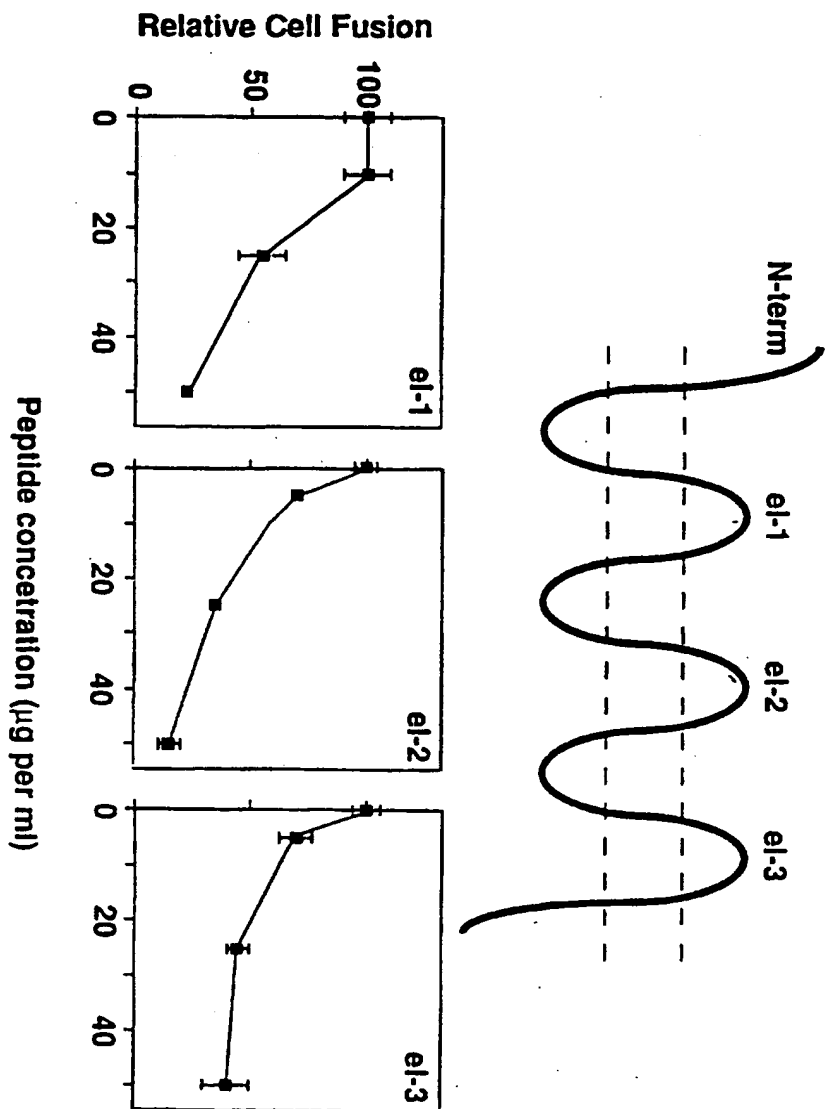 N-term
el-1
el-2
el-3
Relative Cell Fusion
100
50
0
0
20
40
el-1
0
20
40
el-2
0
20
40
el-3
Peptide concetration (µg per ml)